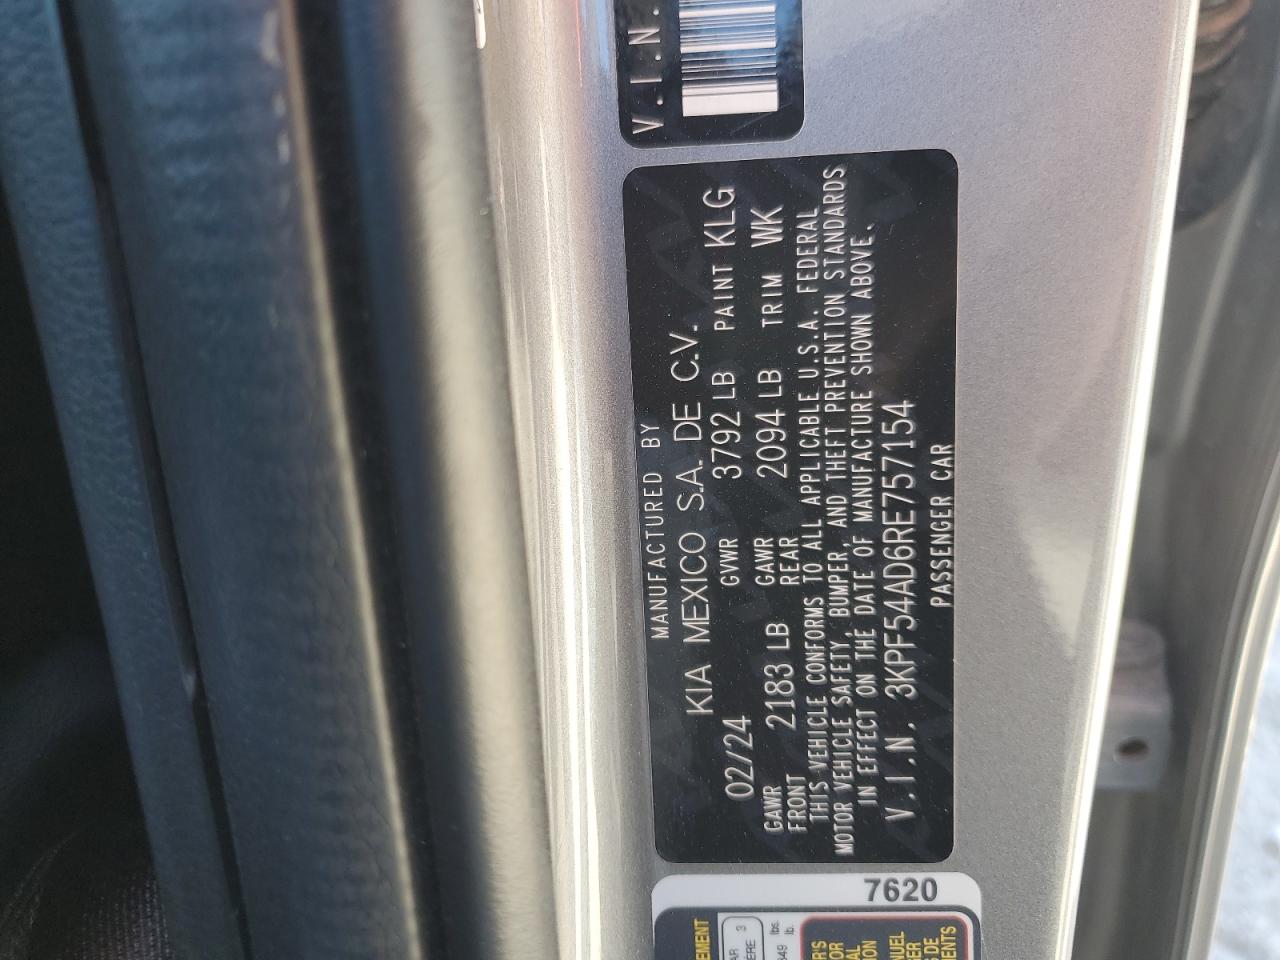 V.I.N.
MANUFACTURED BY
KIA MEXICO S.A. DE C.V.
02/24 GVWR 3792 LB PAINT KLG
GAWR FRONT 2183 LB GAWR REAR 2094 LB TRIM WK
THIS VEHICLE CONFORMS TO ALL APPLICABLE U.S.A. FEDERAL
MOTOR VEHICLE SAFETY, BUMPER, AND THEFT PREVENTION STANDARDS
IN EFFECT ON THE DATE OF MANUFACTURE SHOWN ABOVE.
V.I.N. 3KPF54AD6RE757154
PASSENGER CAR
7620